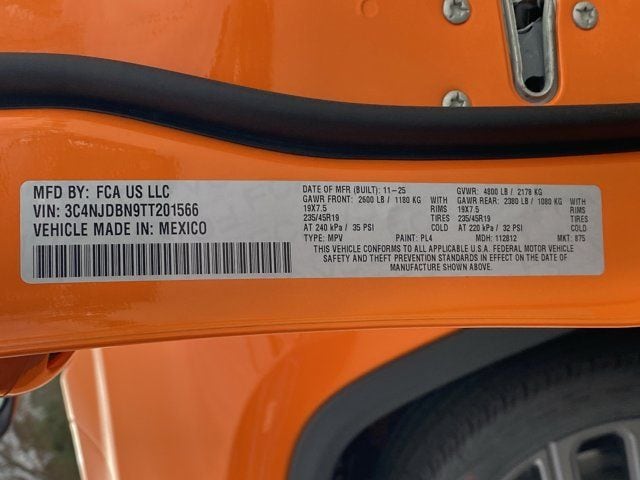 MFD BY: FCA US LLC
VIN: 3C4NJDBN9TT201566
VEHICLE MADE IN: MEXICO
DATE OF MFR (BUILT): 11-25 GVWR: 4800 LB / 2178 KG
GAWR FRONT: 2600 LB / 1180 KG WITH GAWR REAR: 2380 LB / 1080 KG WITH
19X7.5 RIMS 19X7.5 RIMS
235/45R19 TIRES 235/45R19 TIRES
AT 240 kPa / 35 PSI COLD AT 220 kPa / 32 PSI COLD
TYPE: MPV PAINT: PL4 MDH: 112812 MKT: 875
THIS VEHICLE CONFORMS TO ALL APPLICABLE U.S.A. FEDERAL MOTOR VEHICLE
SAFETY AND THEFT PREVENTION STANDARDS IN EFFECT ON THE DATE OF
MANUFACTURE SHOWN ABOVE.